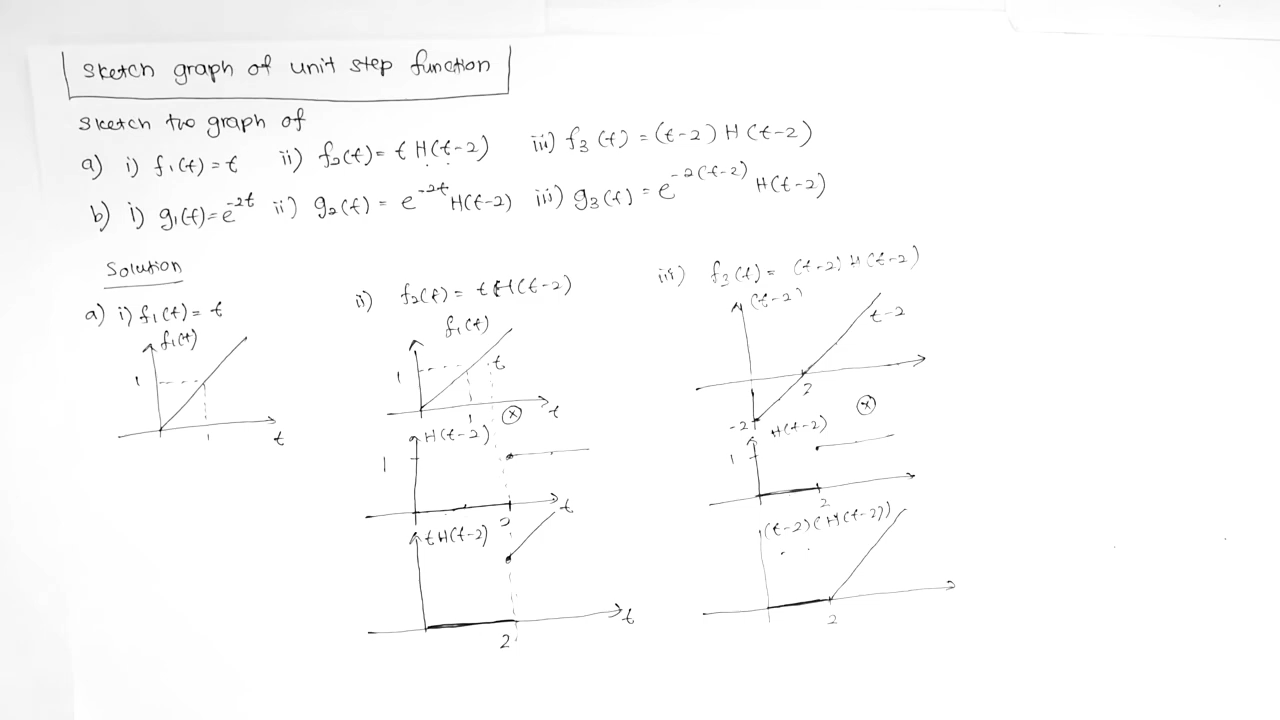 Sketch graph of unit step function
Sketch two graph of
a) i) f₁(t) = t ii) f₂(t) = t H(t-2) iii) f₃(t) = (t-2) H(t-2)
b) i) g₁(t) = e^{-2t} ii) g₂(t) = e^{-2t} H(t-2) iii) g₃(t) = e^{-2(t-2)} H(t-2)
Solution
a) i) f₁(t) = t
f₁(t)
1
1
t
ii) f₂(t) = t H(t-2)
f₁(t)
t
1
1
ⓧ
t
H(t-2)
1
2
t
tH(t-2)
2
t
iii) f₃(t) = (t-2) H(t-2)
(t-2)
t-2
2
-2
ⓧ
H(t-2)
1
2
(t-2)(H(t-2))
2